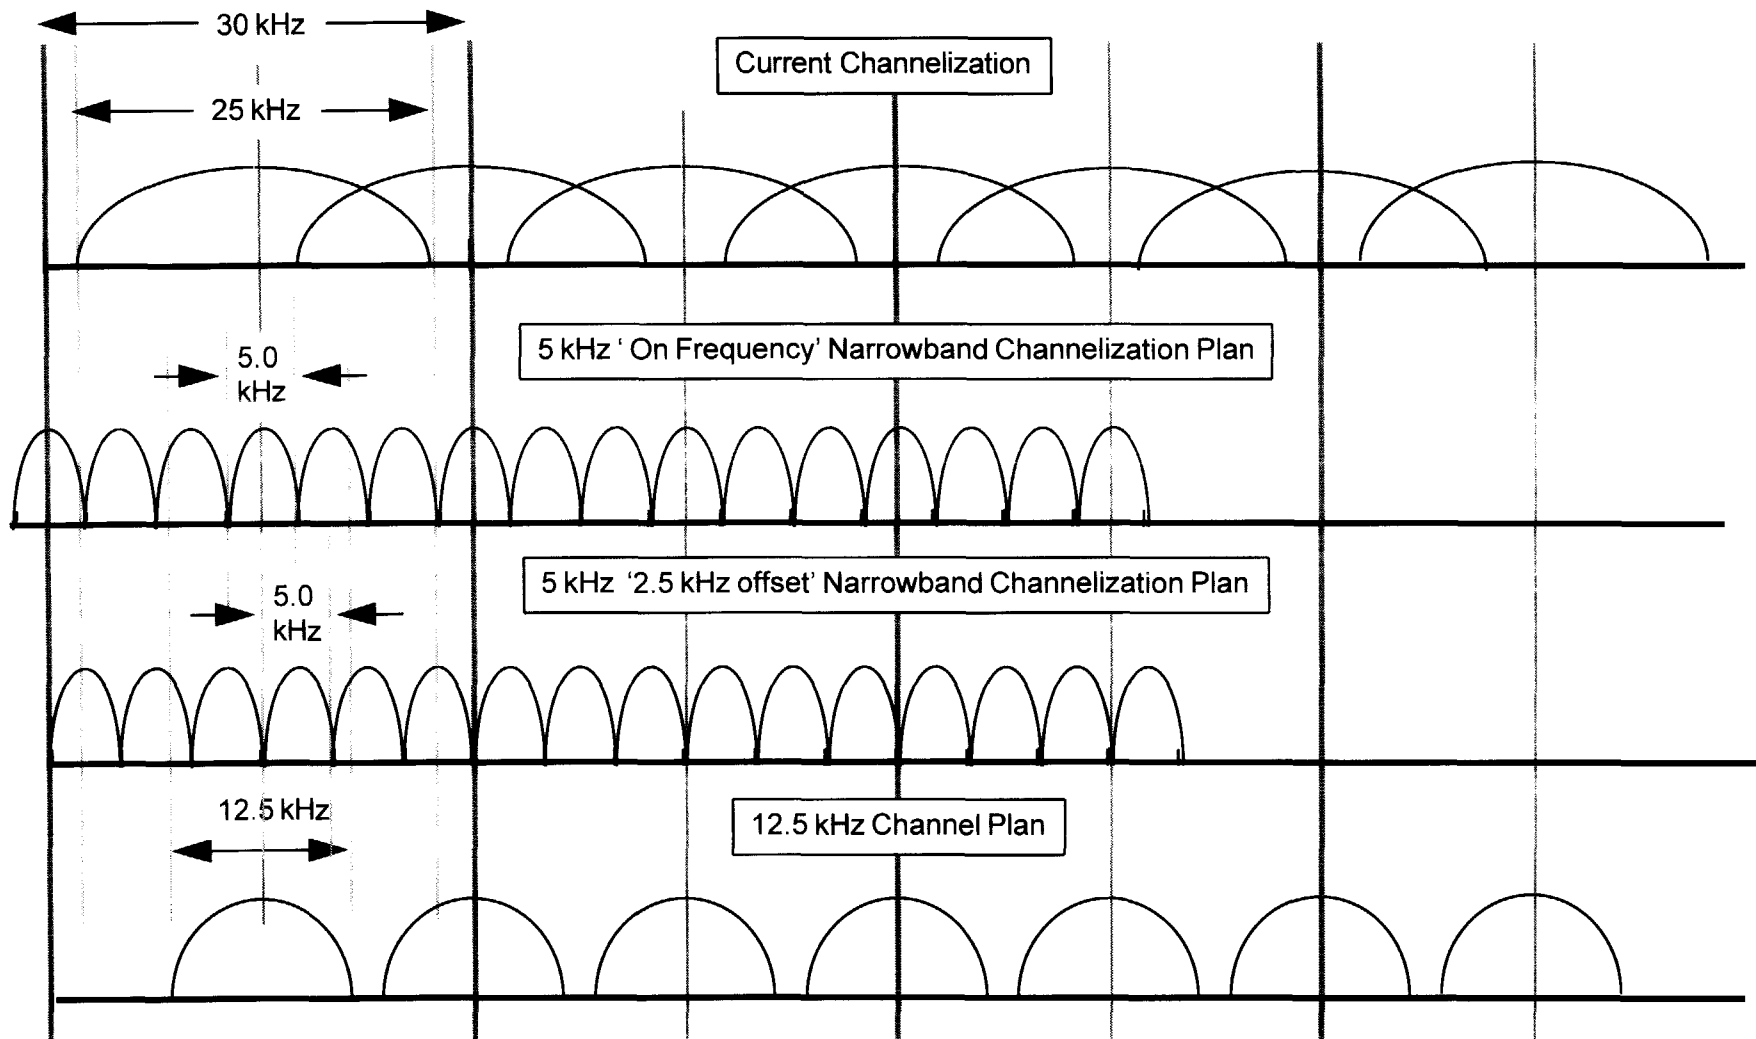 30 kHz
Current Channelization
25 kHz
5 kHz ' On Frequency' Narrowband Channelization Plan
5.0
kHz
5 kHz '2.5 kHz offset' Narrowband Channelization Plan
5.0
kHz
12.5 kHz
12.5 kHz Channel Plan